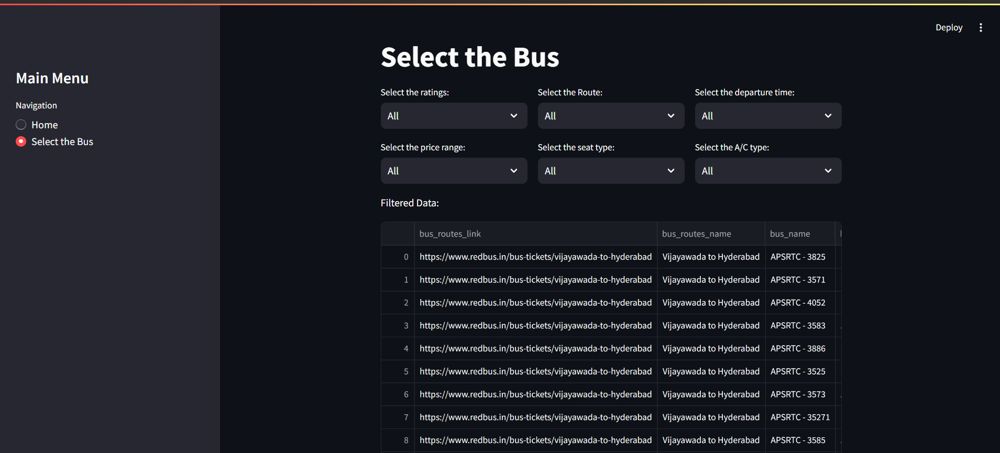 Deploy
Main Menu
Navigation
Home
Select the Bus
Select the Bus
Select the ratings: Select the Route: Select the departure time:
All All All
Select the price range: Select the seat type: Select the A/C type:
All All All
Filtered Data:
bus_routes_link bus_routes_name bus_name
0 https://www.redbus.in/bus-tickets/vijayawada-to-hyderabad Vijayawada to Hyderabad APSRTC - 3825
1 https://www.redbus.in/bus-tickets/vijayawada-to-hyderabad Vijayawada to Hyderabad APSRTC - 3571
2 https://www.redbus.in/bus-tickets/vijayawada-to-hyderabad Vijayawada to Hyderabad APSRTC - 4052
3 https://www.redbus.in/bus-tickets/vijayawada-to-hyderabad Vijayawada to Hyderabad APSRTC - 3583
4 https://www.redbus.in/bus-tickets/vijayawada-to-hyderabad Vijayawada to Hyderabad APSRTC - 3886
5 https://www.redbus.in/bus-tickets/vijayawada-to-hyderabad Vijayawada to Hyderabad APSRTC - 3525
6 https://www.redbus.in/bus-tickets/vijayawada-to-hyderabad Vijayawada to Hyderabad APSRTC - 3573
7 https://www.redbus.in/bus-tickets/vijayawada-to-hyderabad Vijayawada to Hyderabad APSRTC - 35271
8 https://www.redbus.in/bus-tickets/vijayawada-to-hyderabad Vijayawada to Hyderabad APSRTC - 3585